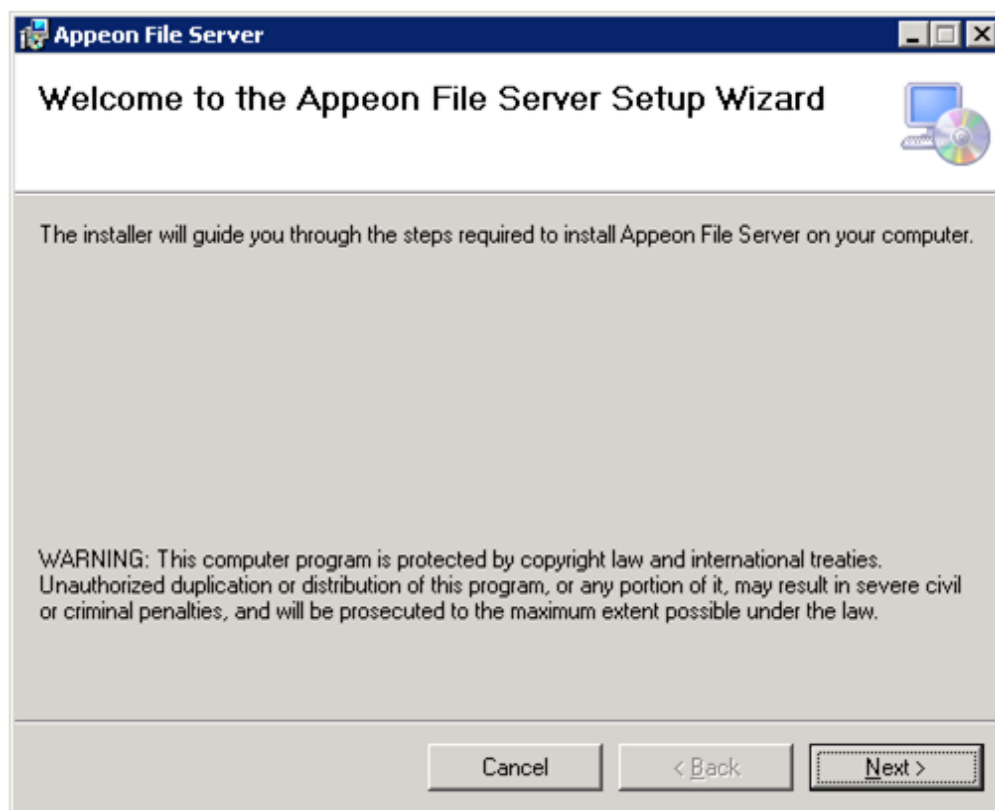 Appeon File Server
Welcome to the Appeon File Server Setup Wizard
The installer will guide you through the steps required to install Appeon File Server on your computer.
WARNING: This computer program is protected by copyright law and international treaties.
Unauthorized duplication or distribution of this program, or any portion of it, may result in severe civil
or criminal penalties, and will be prosecuted to the maximum extent possible under the law.
Cancel
< Back
Next >